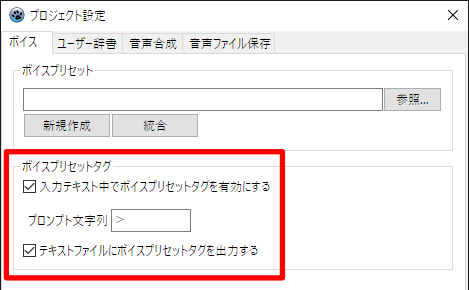 プロジェクト設定
ボイス ユーザー辞書 音声合成 音声ファイル保存
ボイスプリセット
参照...
新規作成 統合
ボイスプリセットタグ
入力テキスト中でボイスプリセットタグを有効にする
プロンプト文字列 >
テキストファイルにボイスプリセットタグを出力する